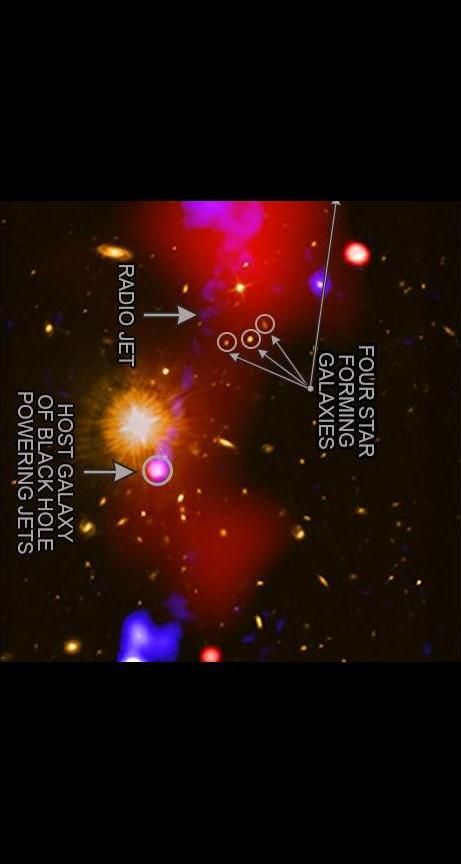 FOUR STAR
FORMING
GALAXIES
RADIO JET
HOST GALAXY
OF BLACK HOLE
POWERING JETS